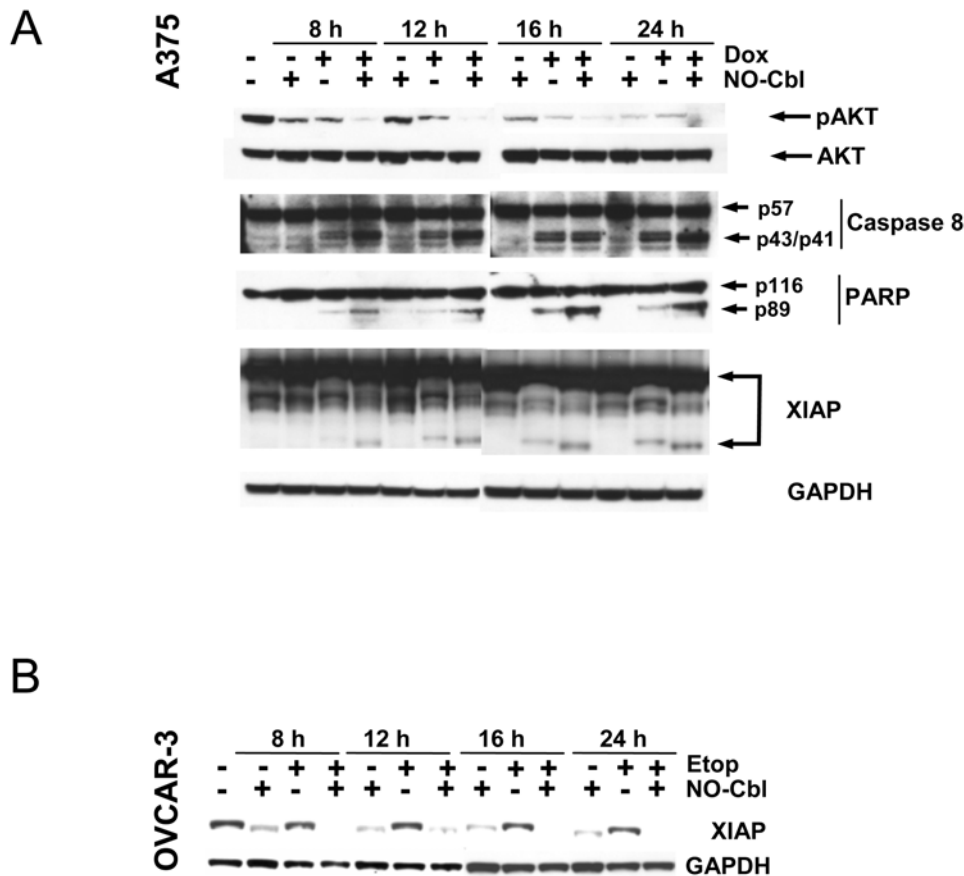 A
A375
8 h 12 h 16 h 24 h
- - + + - + + - + + - + + Dox
- + - + + - + + - + + - + NO-Cbl
pAKT
AKT
p57
p43/p41
Caspase 8
p116
p89
PARP
XIAP
GAPDH
B
OVCAR-3
8 h 12 h 16 h 24 h
- - + + - + + - + + - + + Etop
- + - + + - + + - + + - + NO-Cbl
XIAP
GAPDH